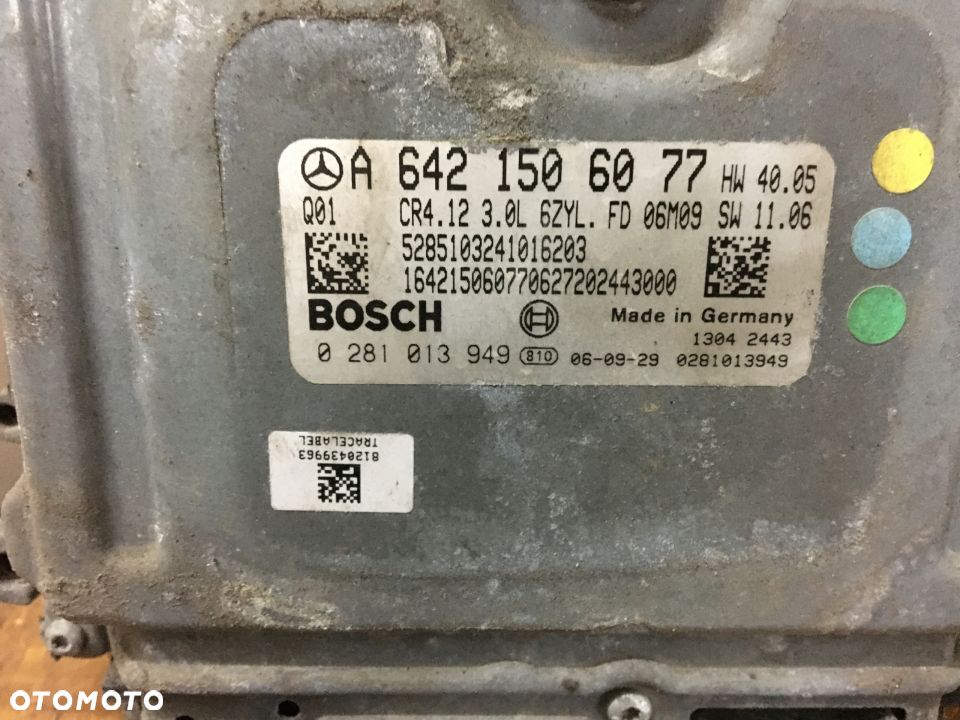 A 642 150 60 77 HW 40.05
Q01 CR4.12 3.0L 6ZYL. FD 06M09 SW 11.06
5285103241016203
164215060770627202443000
BOSCH Made in Germany
1304 2443
0 281 013 949 810 06-09-29 0281013949
8120439963
TRACELABEL
OTOMOTO